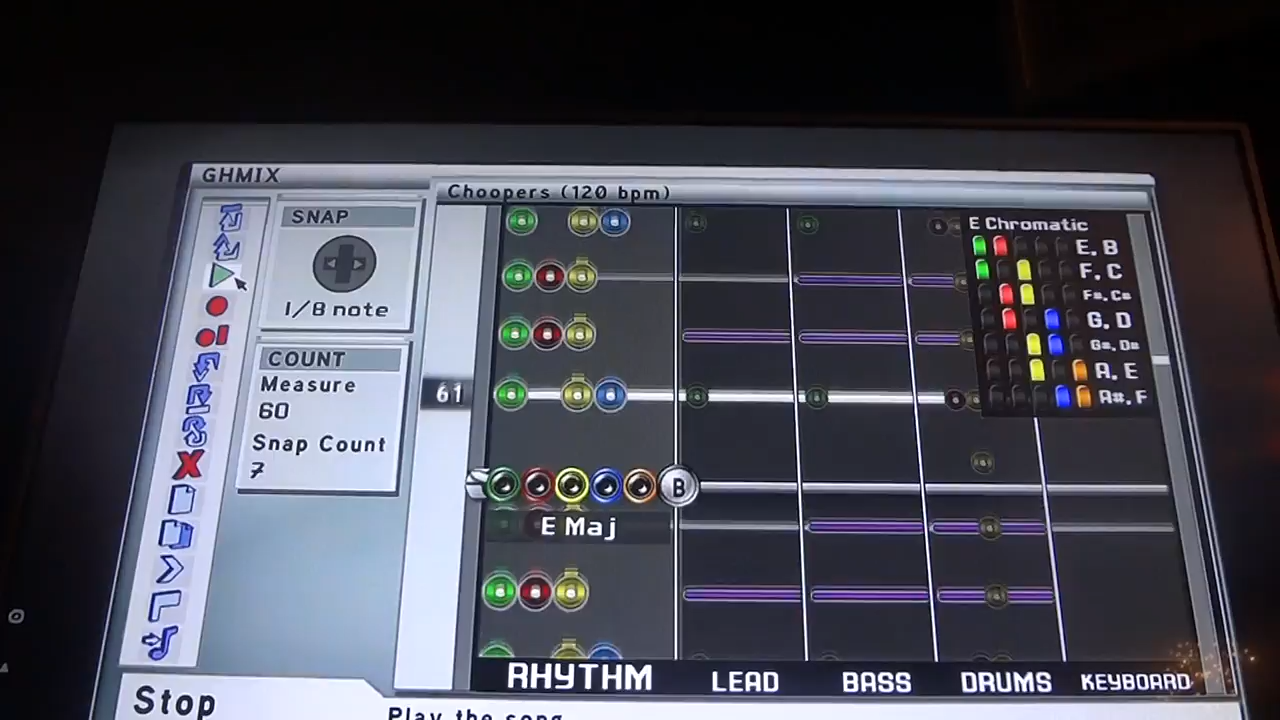 GHMIX
Choopers (120 bpm)
SNAP
1/8 note
COUNT
Measure
60
Snap Count
7
61
E Chromatic
E, B
F, C
F#, C#
G, D
G#, D#
A, E
A#, F
B
E Maj
RHYTHM
LEAD
BASS
DRUMS
KEYBOARD
Stop
Play the song